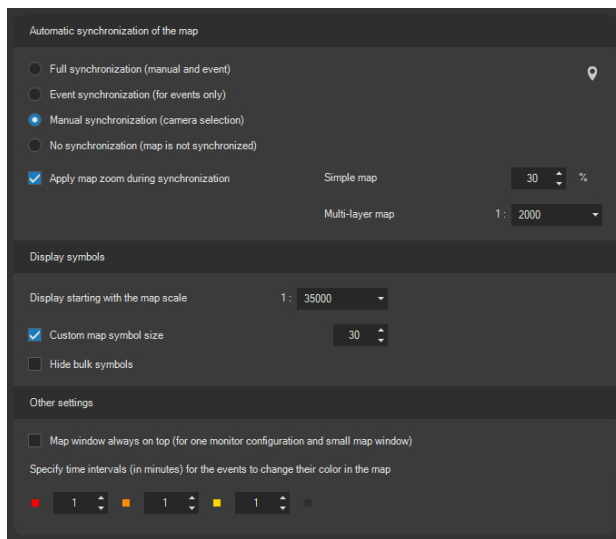 Automatic synchronization of the map
Full synchronization (manual and event)
Event synchronization (for events only)
Manual synchronization (camera selection)
No synchronization (map is not synchronized)
Apply map zoom during synchronization Simple map 30 %
Multi-layer map 1 : 2000
Display symbols
Display starting with the map scale 1 : 35000
Custom map symbol size 30
Hide bulk symbols
Other settings
Map window always on top (for one monitor configuration and small map window)
Specify time intervals (in minutes) for the events to change their color in the map
1 1 1